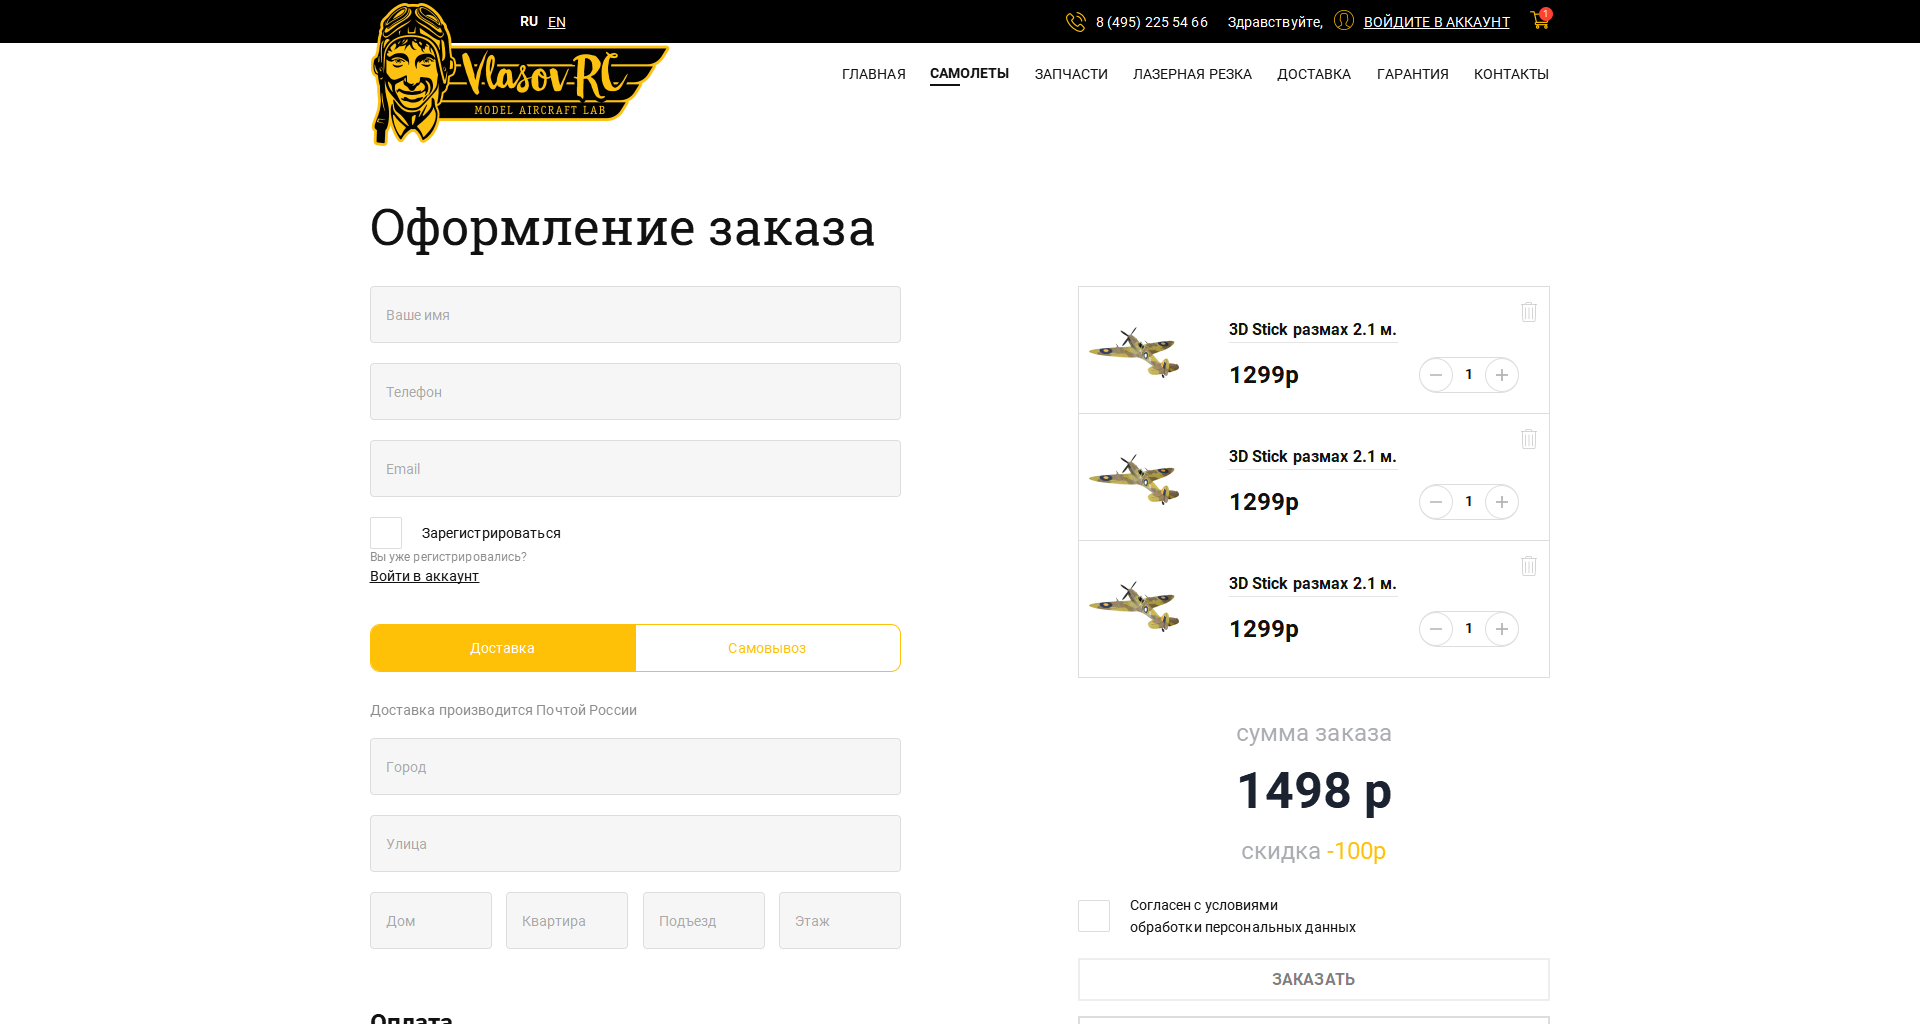 RU EN
8 (495) 225 54 66 Здравствуйте, ВОЙДИТЕ В АККАУНТ 1
Vlasov RC
MODEL AIRCRAFT LAB
ГЛАВНАЯ САМОЛЕТЫ ЗАПЧАСТИ ЛАЗЕРНАЯ РЕЗКА ДОСТАВКА ГАРАНТИЯ КОНТАКТЫ
Оформление заказа
Ваше имя
Телефон
Email
Зарегистрироваться
Вы уже регистрировались?
Войти в аккаунт
Доставка Самовывоз
Доставка производится Почтой России
Город
Улица
Дом Квартира Подъезд Этаж
Оплата
3D Stick размах 2.1 м.
1299р 1
3D Stick размах 2.1 м.
1299р 1
3D Stick размах 2.1 м.
1299р 1
сумма заказа
1498 р
скидка -100р
Согласен с условиями
обработки персональных данных
ЗАКАЗАТЬ